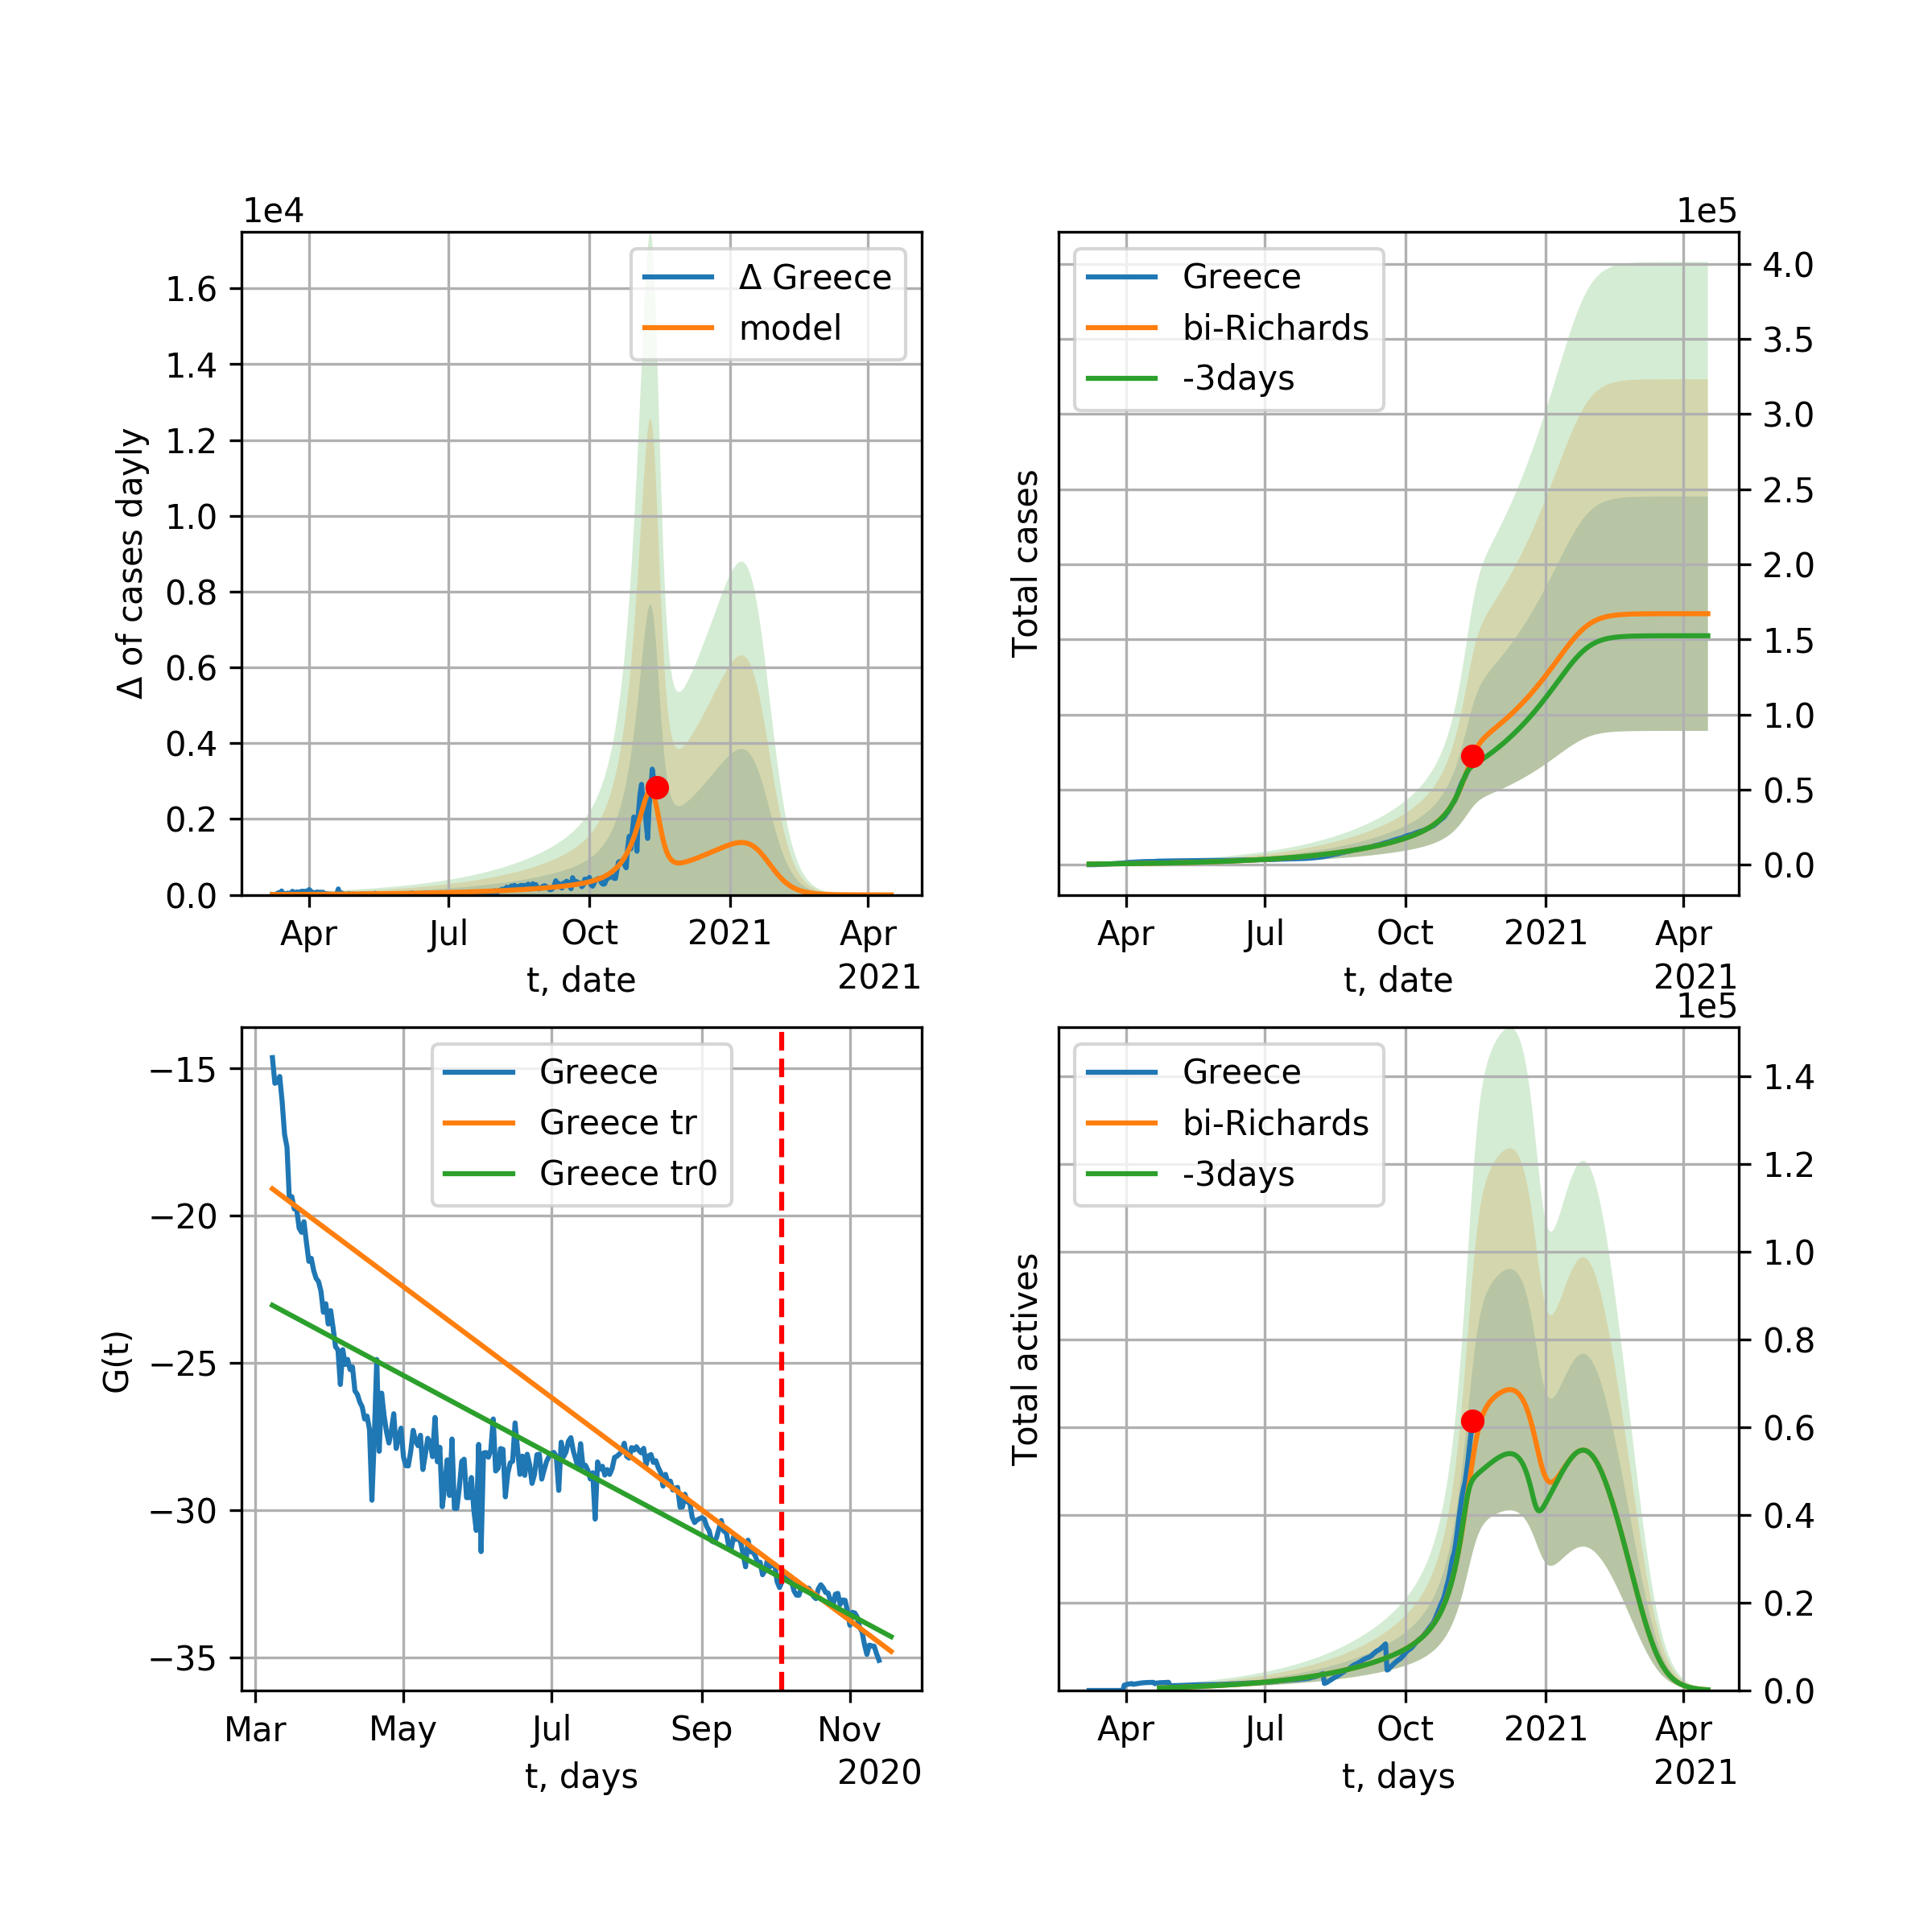 1e4
Δ of cases dayly
1.6
1.4
1.2
1.0
0.8
0.6
0.4
0.2
0.0
Δ Greece
model
Apr
Jul
Oct
2021
Apr
t, date
2021
1e5
Total cases
Greece
bi-Richards
-3days
4.0
3.5
3.0
2.5
2.0
1.5
1.0
0.5
0.0
Apr
Jul
Oct
2021
Apr
t, date
2021
G(t)
−15
−20
−25
−30
−35
Greece
Greece tr
Greece tr0
Mar
May
Jul
Sep
Nov
t, days
2020
1e5
Total actives
Greece
bi-Richards
-3days
1.4
1.2
1.0
0.8
0.6
0.4
0.2
0.0
Apr
Jul
Oct
2021
Apr
t, days
2021